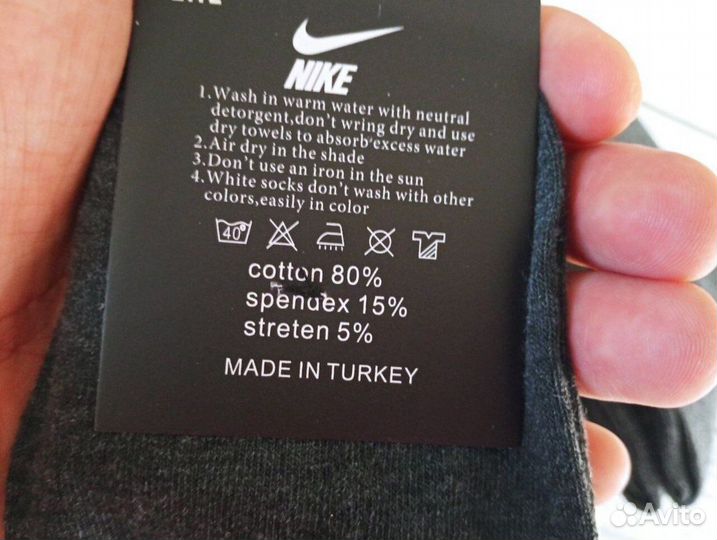 NIKE
1.Wash in warm water with neutral
detorgent,don't wring dry and use
dry towels to absorb excess water
2.Air dry in the shade
3.Don't use an iron in the sun
4.White socks don't wash with other
colors,easily in color
40°
cotton 80%
spendex 15%
streten 5%
MADE IN TURKEY
Avito